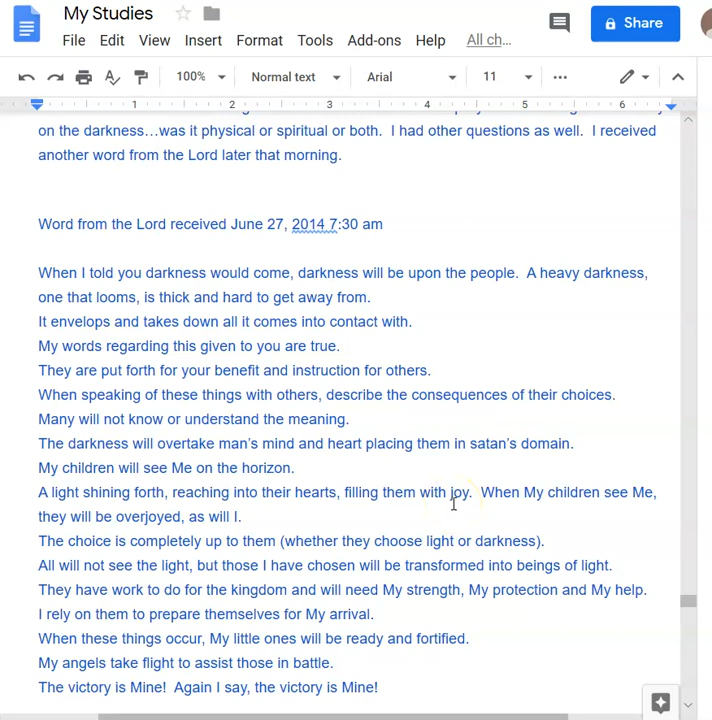 My Studies
File Edit View Insert Format Tools Add-ons Help All ch...
Share
100% Normal text Arial 11
1 2 3 4 5 6
on the darkness…was it physical or spiritual or both.  I had other questions as well.  I received
another word from the Lord later that morning.
Word from the Lord received June 27, 2014 7:30 am
When I told you darkness would come, darkness will be upon the people.  A heavy darkness,
one that looms, is thick and hard to get away from.
It envelops and takes down all it comes into contact with.
My words regarding this given to you are true.
They are put forth for your benefit and instruction for others.
When speaking of these things with others, describe the consequences of their choices.
Many will not know or understand the meaning.
The darkness will overtake man's mind and heart placing them in satan's domain.
My children will see Me on the horizon.
A light shining forth, reaching into their hearts, filling them with joy.  When My children see Me,
they will be overjoyed, as will I.
The choice is completely up to them (whether they choose light or darkness).
All will not see the light, but those I have chosen will be transformed into beings of light.
They have work to do for the kingdom and will need My strength, My protection and My help.
I rely on them to prepare themselves for My arrival.
When these things occur, My little ones will be ready and fortified.
My angels take flight to assist those in battle.
The victory is Mine!  Again I say, the victory is Mine!